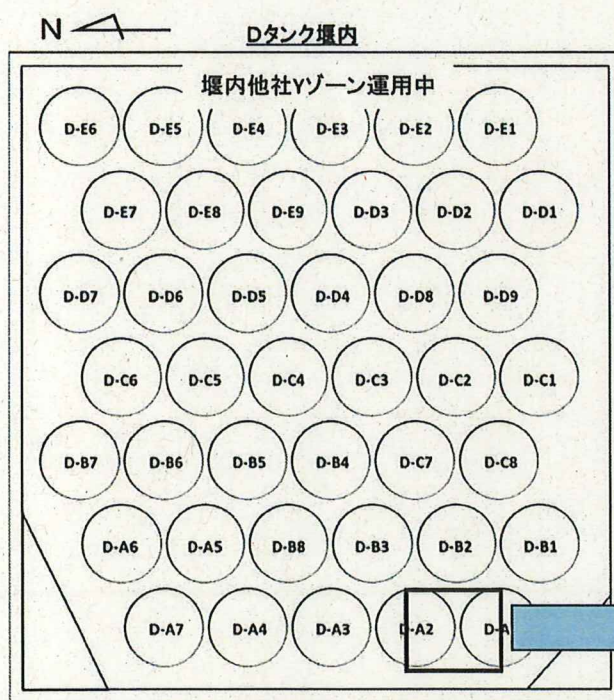 N
Dタンク堰内
堰内他社Yゾーン運用中
D-E6 D-E5 D-E4 D-E3 D-E2 D-E1
D-E7 D-E8 D-E9 D-D3 D-D2 D-D1
D-D7 D-D6 D-D5 D-D4 D-D8 D-D9
D-C6 D-C5 D-C4 D-C3 D-C2 D-C1
D-B7 D-B6 D-B5 D-B4 D-C7 D-C8
D-A6 D-A5 D-B8 D-B3 D-B2 D-B1
D-A7 D-A4 D-A3 D-A2 D-A